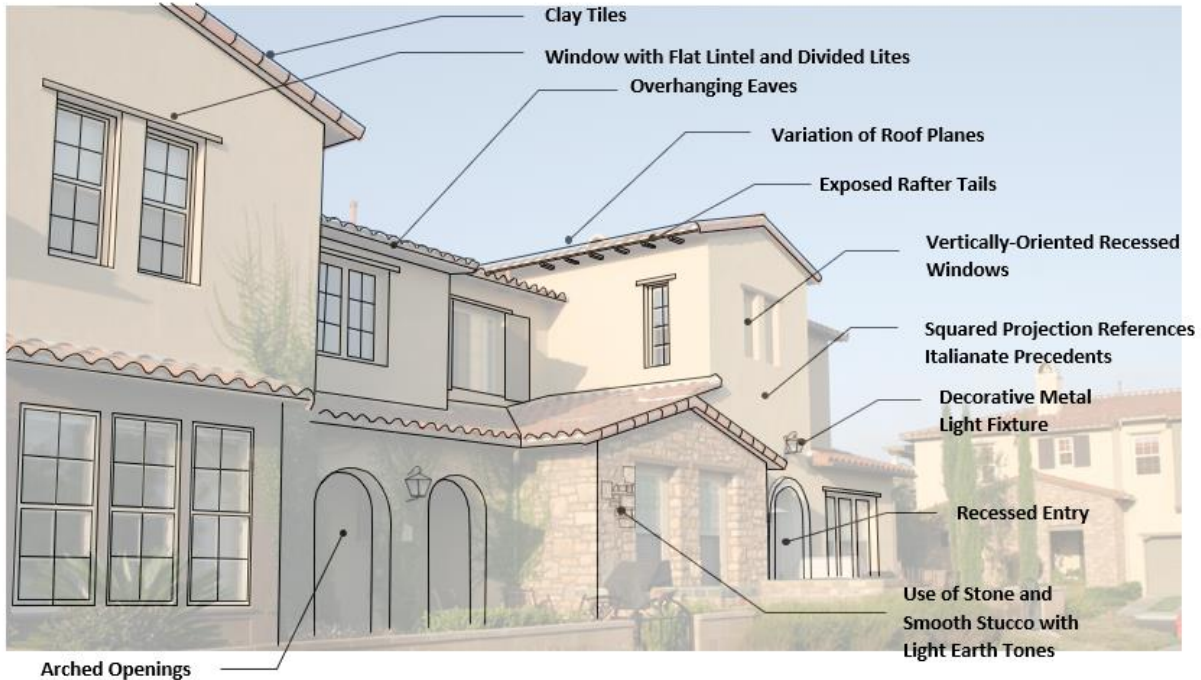 Clay Tiles
Window with Flat Lintel and Divided Lites
Overhanging Eaves
Variation of Roof Planes
Exposed Rafter Tails
Vertically-Oriented Recessed
Windows
Squared Projection References
Italianate Precedents
Decorative Metal
Light Fixture
Recessed Entry
Use of Stone and
Smooth Stucco with
Light Earth Tones
Arched Openings